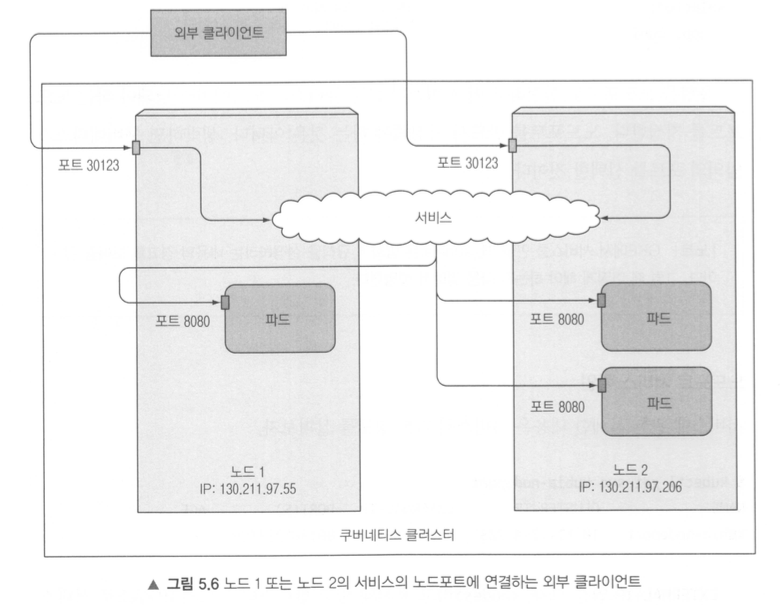 외부 클라이언트
포트 30123
포트 30123
서비스
포트 8080
파드
포트 8080
파드
포트 8080
파드
노드 1
IP: 130.211.97.55
노드 2
IP: 130.211.97.206
쿠버네티스 클러스터
▲ 그림 5.6 노드 1 또는 노드 2의 서비스의 노드포트에 연결하는 외부 클라이언트